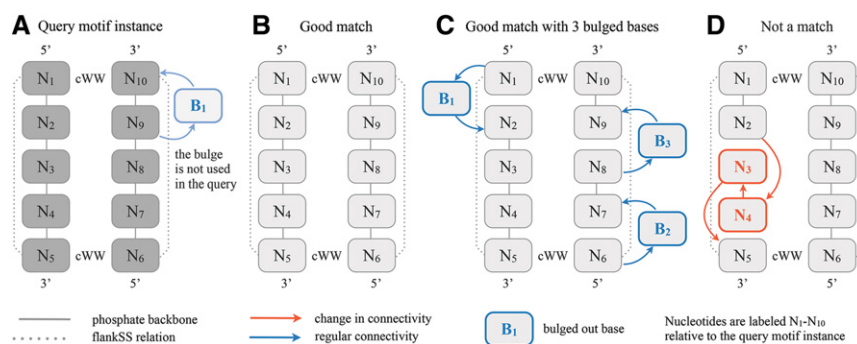 A Query motif instance
5’ 3’
N1 cWW N10
B1
N2 N9
the bulge
is not used
in the query
N3 N8
N4 N7
N5 cWW N6
3’ 5’
B Good match
5’ 3’
N1 cWW N10
N2 N9
N3 N8
N4 N7
N5 cWW N6
3’ 5’
C Good match with 3 bulged bases
5’ 3’
N1 cWW N10
B1
N2 N9
B3
N3 N8
N4 N7
B2
N5 cWW N6
3’ 5’
D Not a match
5’ 3’
N1 cWW N10
N2 N9
N3 N8
N4 N7
N5 cWW N6
3’ 5’
phosphate backbone
flankSS relation
change in connectivity
regular connectivity
B1 bulged out base
Nucleotides are labeled N1-N10
relative to the query motif instance